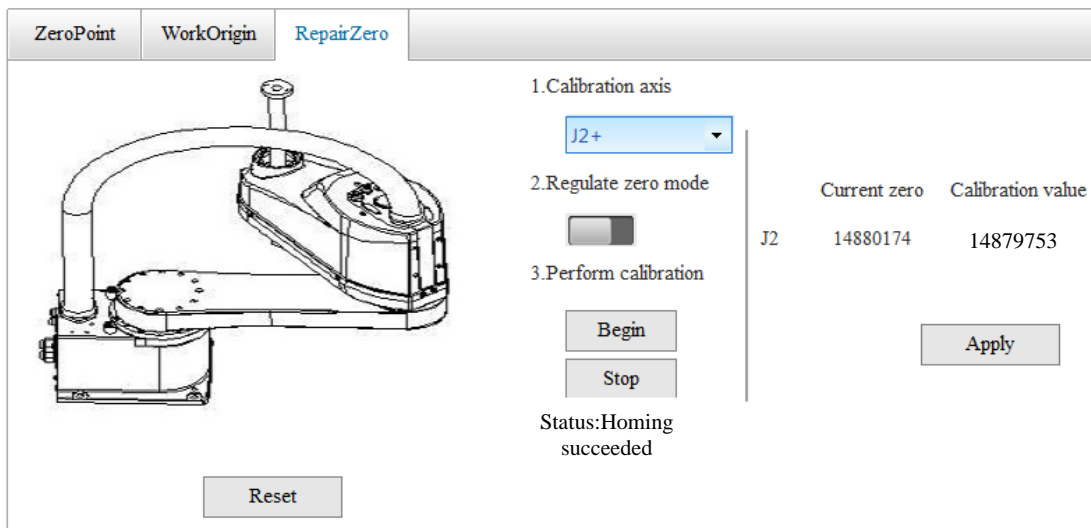 ZeroPoint WorkOrigin RepairZero
1.Calibration axis
J2+
2.Regulate zero mode
3.Perform calibration
Begin
Stop
Status:Homing
succeeded
Current zero Calibration value
J2 14880174 14879753
Apply
Reset